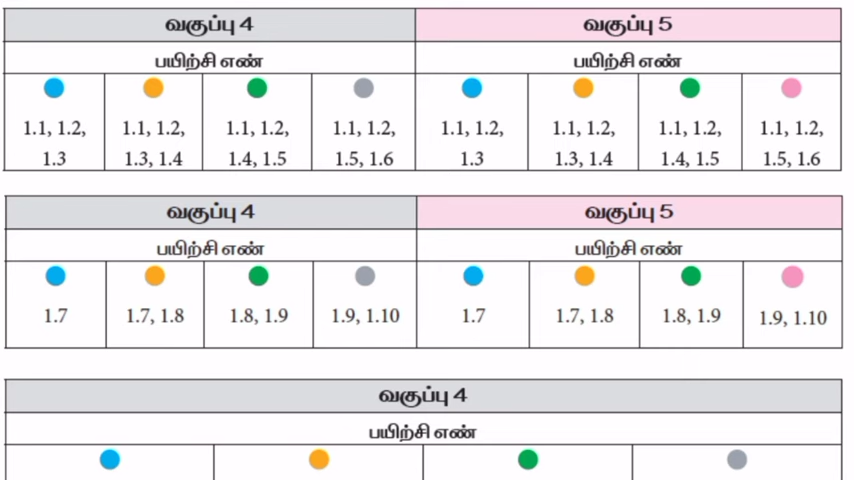 வகுப்பு 4 வகுப்பு 5
பயிற்சி எண் பயிற்சி எண்
1.1, 1.2, 1.1, 1.2, 1.1, 1.2, 1.1, 1.2, 1.1, 1.2, 1.1, 1.2, 1.1, 1.2, 1.1, 1.2,
1.3 1.3, 1.4 1.4, 1.5 1.5, 1.6 1.3 1.3, 1.4 1.4, 1.5 1.5, 1.6
வகுப்பு 4 வகுப்பு 5
பயிற்சி எண் பயிற்சி எண்
1.7 1.7, 1.8 1.8, 1.9 1.9, 1.10 1.7 1.7, 1.8 1.8, 1.9 1.9, 1.10
வகுப்பு 4
பயிற்சி எண்